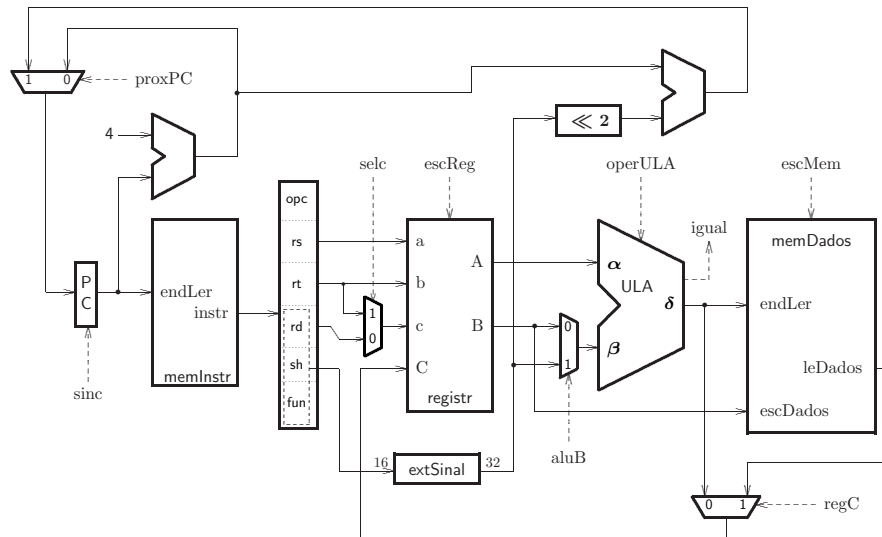 1 0
proxPC
4
≪ 2
selc
escReg
operULA
escMem
opc
igual
memDados
rs
a
A
α
ULA
P
C
endLer
instr
rt
b
δ
endLer
1
0
rd
c
B
0
1
β
memInstr
sh
C
leDados
sinc
fun
registr
escDados
16
extSinal
32
aluB
0 1
regC